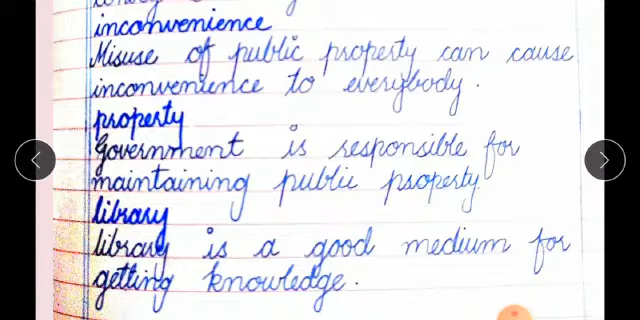 inconvenience
Misuse of public property can cause
inconvenience to everybody.
property
Government is responsible for
maintaining public property
library
library is a good medium for
getting knowledge.